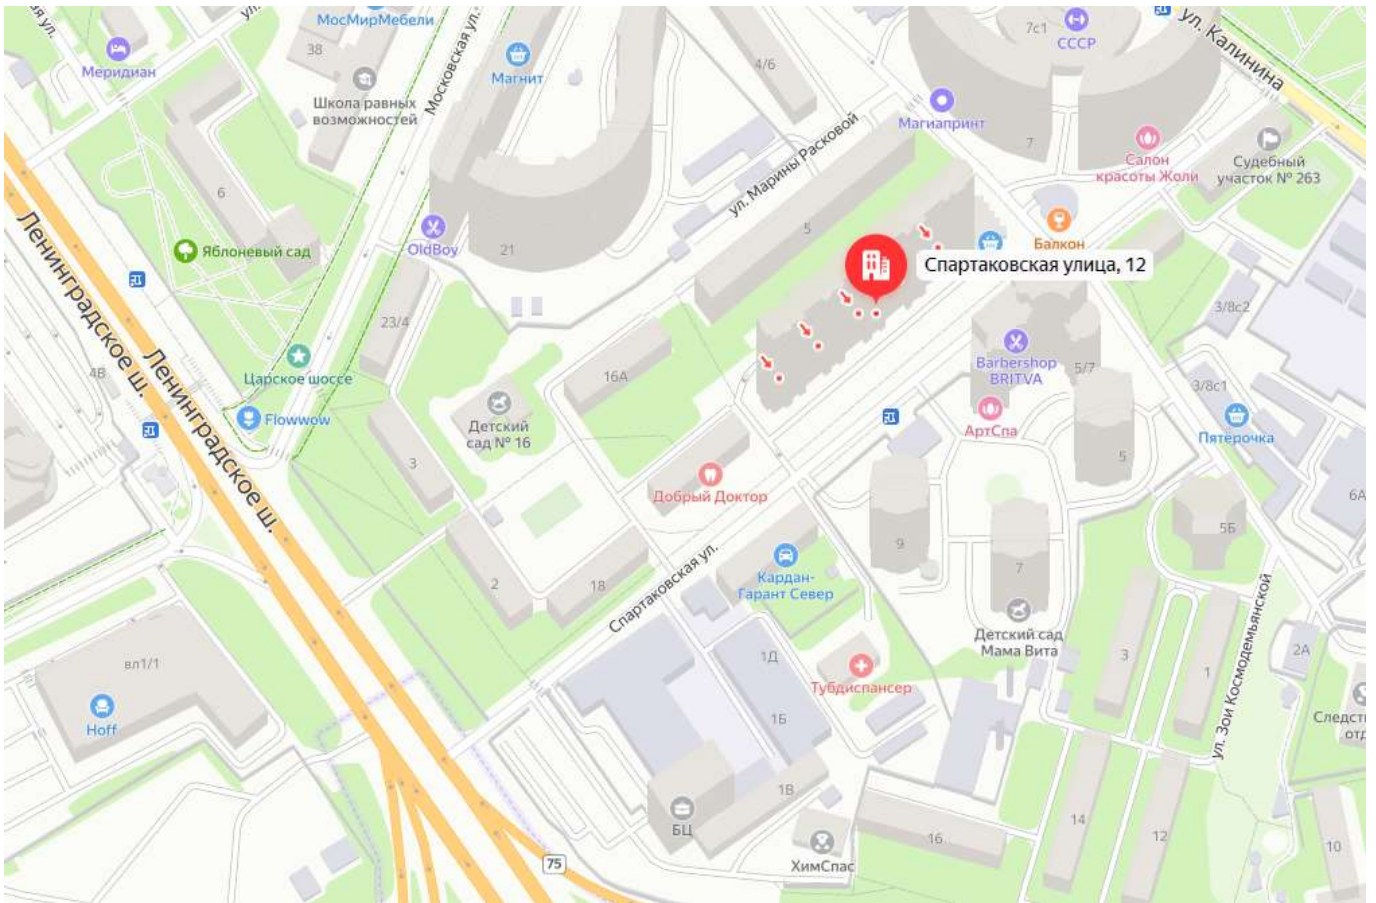 МосМирМебели
38
Меридиан
Школа равных
возможностей
Московская ул.
Магнит
4/6
7с1
СССР
ул. Калинина
Магиапринт
7
Салон
красоты Жоли
Судебный
участок № 263
ул. Марины Расковой
6
Яблоневый сад
OldBoy
21
5
Балкон
Спартаковская улица, 12
Ленинградское ш.
Ленинградское ш.
23/4
3/8с2
4В
Царское шоссе
16А
Barbershop
BRITVA
5/7
3/8с1
Flowwow
Детский
сад № 16
АртСпа
Пятёрочка
3
5
Добрый Доктор
6А
5Б
9
2
18
Спартаковская ул.
Кардан-
Гарант Север
7
Детский сад
Мама Вита
вл1/1
1Д
3
1
2А
ул. Зои Космодемьянской
Тубдиспансер
Hoff
1Б
Следст
отд
1В
БЦ
14
16
12
10
ХимСпас
75